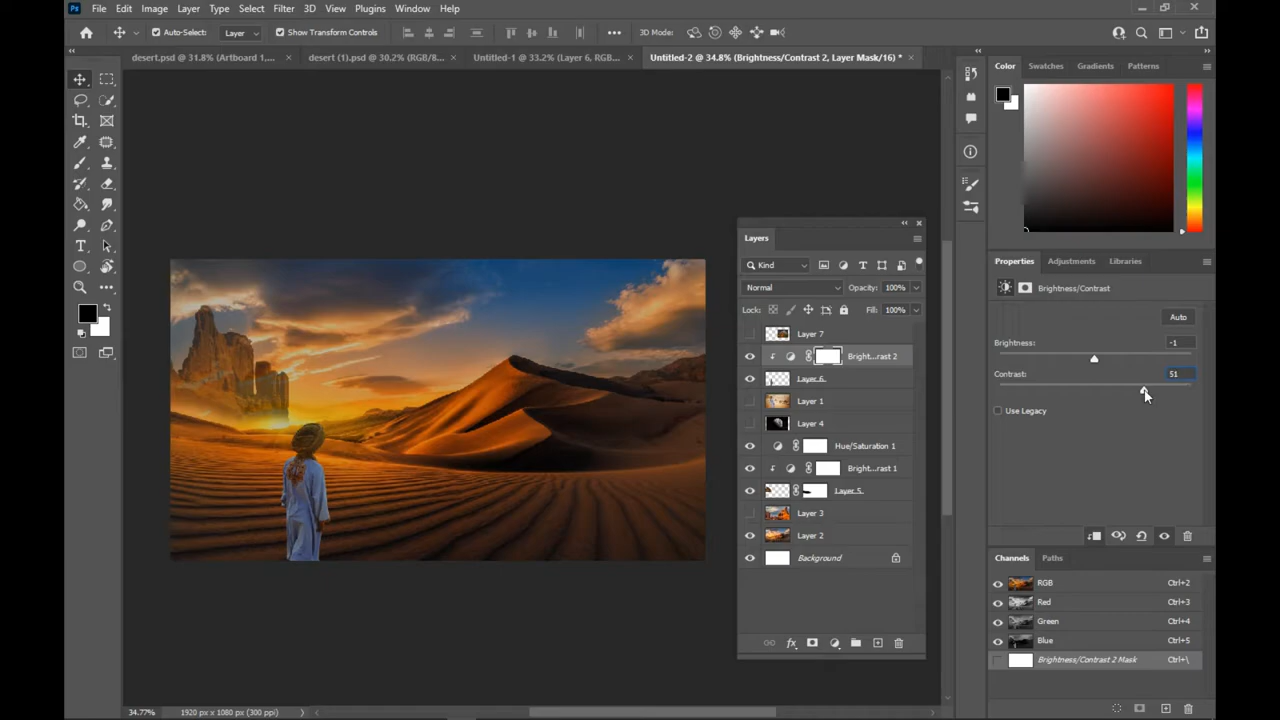 Ps File Edit Image Layer Type Select Filter 3D Plugins Window Help
Auto-Select: Layer Show Transform Controls 3D Mode:
desert.psd @ 31.8% (Artboard 1,... × desert (1).psd @ 30.2% (RGB/8... × Untitled-1 @ 33.2% (Layer 6, RGB... × Untitled-2 @ 34.8% (Brightness/Contrast 2, Layer Mask/16) * ×
Color Swatches Gradients Patterns
Layers
Kind
Normal Opacity: 100%
Lock: Fill: 100%
Layer 7
Bright...rast 2
Layer 6
Layer 1
Layer 4
Hue/Saturation 1
Bright...rast 1
Layer 5
Layer 3
Layer 2
Background
Properties Adjustments Libraries
Brightness/Contrast
Auto
Brightness: -1
Contrast: 51
Use Legacy
Channels Paths
RGB Ctrl+2
Red Ctrl+3
Green Ctrl+4
Blue Ctrl+5
Brightness/Contrast 2 Mask Ctrl+\
34.77% 1920 px x 1080 px (300 ppi)